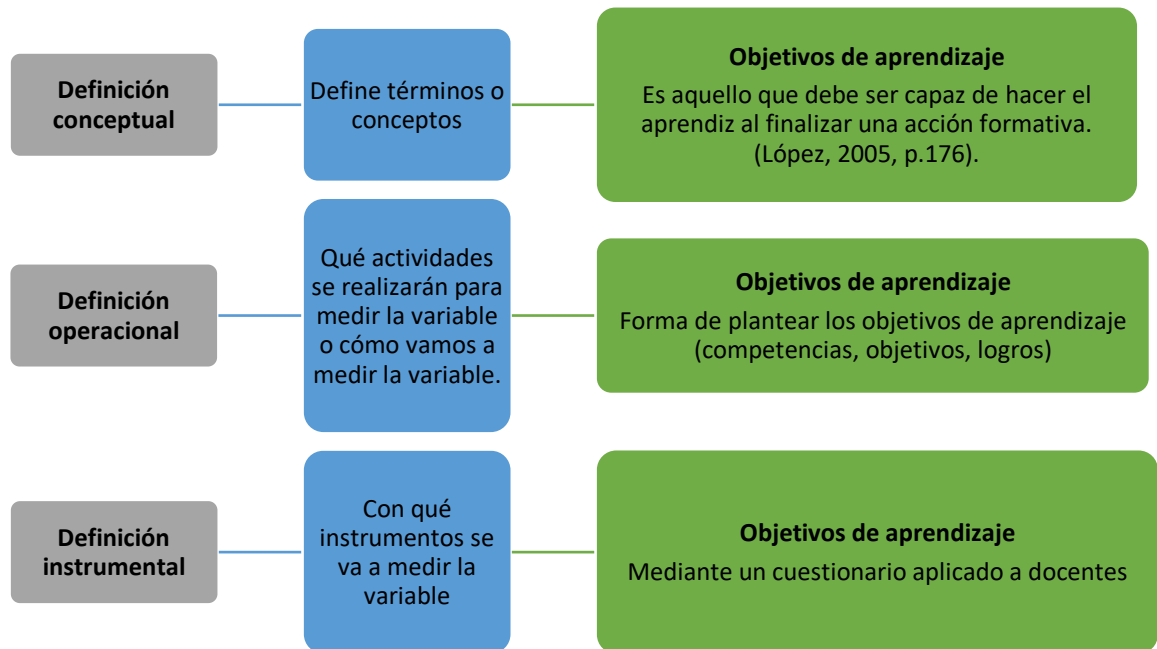 Definición
conceptual
Define términos o
conceptos
Objetivos de aprendizaje
Es aquello que debe ser capaz de hacer el
aprendiz al finalizar una acción formativa.
(López, 2005, p.176).
Definición
operacional
Qué actividades
se realizarán para
medir la variable
o cómo vamos a
medir la variable.
Objetivos de aprendizaje
Forma de plantear los objetivos de aprendizaje
(competencias, objetivos, logros)
Definición
instrumental
Con qué
instrumentos se
va a medir la
variable
Objetivos de aprendizaje
Mediante un cuestionario aplicado a docentes